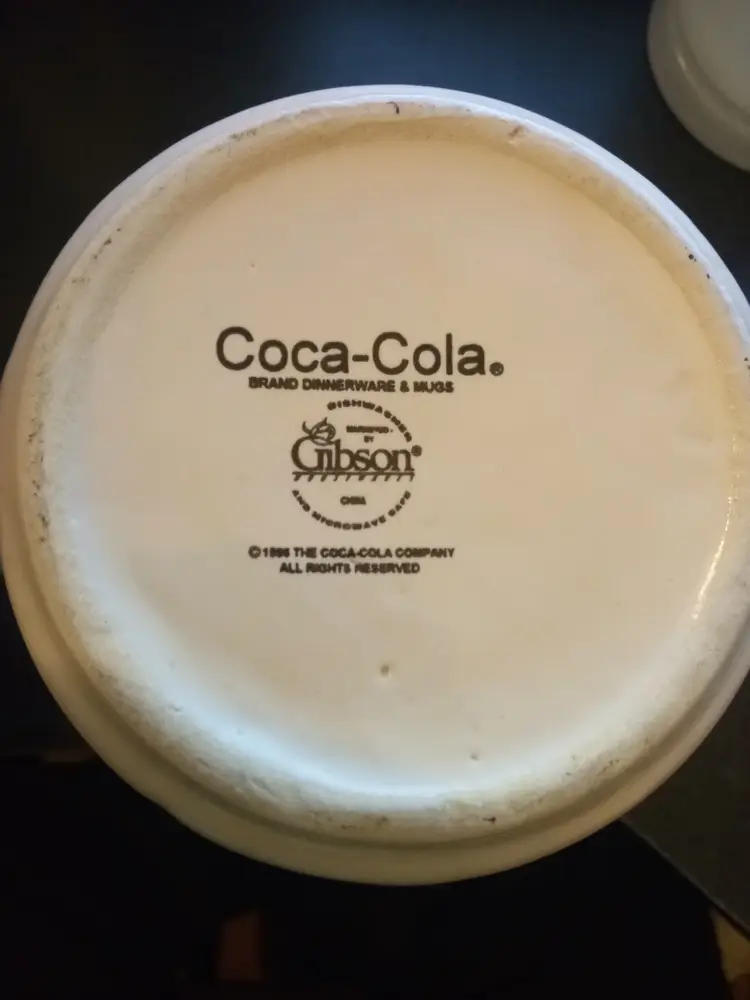 Coca-Cola®
BRAND DINNERWARE & MUGS
DISHWASHER
MARKETED
BY
Gibson®
CHINA
AND MICROWAVE SAFE
© 1996 THE COCA-COLA COMPANY
ALL RIGHTS RESERVED